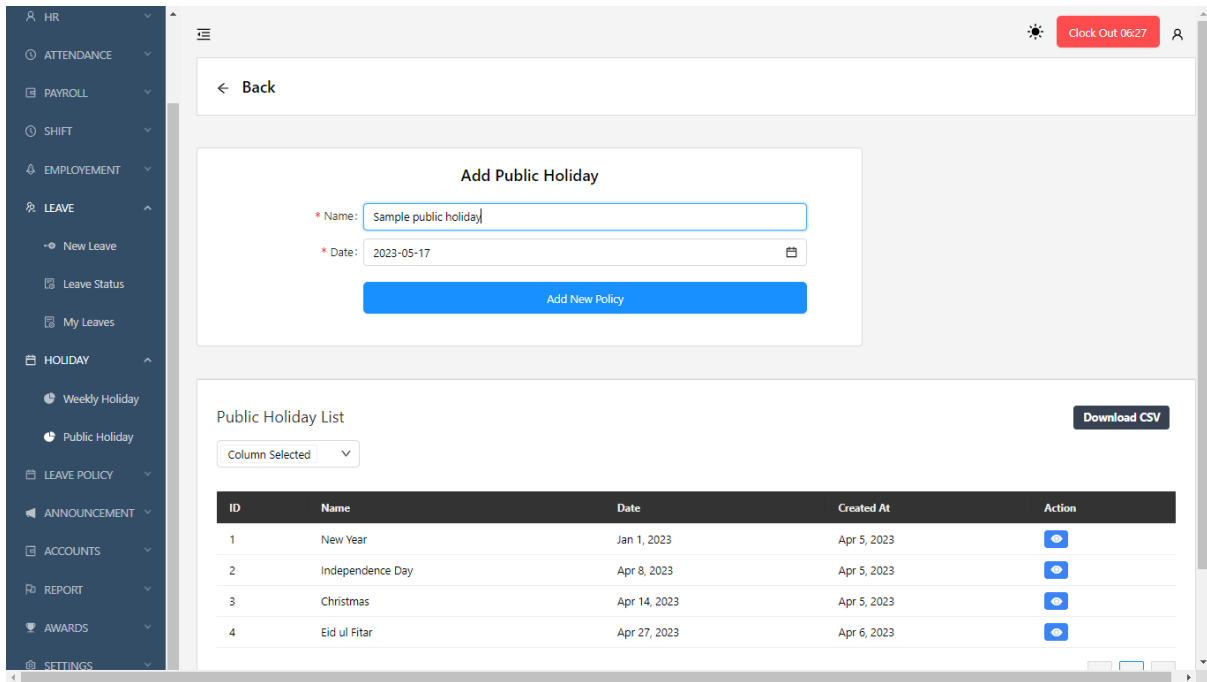 HR
ATTENDANCE
PAYROLL
SHIFT
EMPLOYEMENT
LEAVE
New Leave
Leave Status
My Leaves
HOLIDAY
Weekly Holiday
Public Holiday
LEAVE POLICY
ANNOUNCEMENT
ACCOUNTS
REPORT
AWARDS
SETTINGS
Clock Out 06:27
Back
Add Public Holiday
* Name: Sample public holiday
* Date: 2023-05-17
Add New Policy
Public Holiday List
Download CSV
Column Selected
ID Name Date Created At Action
1 New Year Jan 1, 2023 Apr 5, 2023
2 Independence Day Apr 8, 2023 Apr 5, 2023
3 Christmas Apr 14, 2023 Apr 5, 2023
4 Eid ul Fitar Apr 27, 2023 Apr 6, 2023